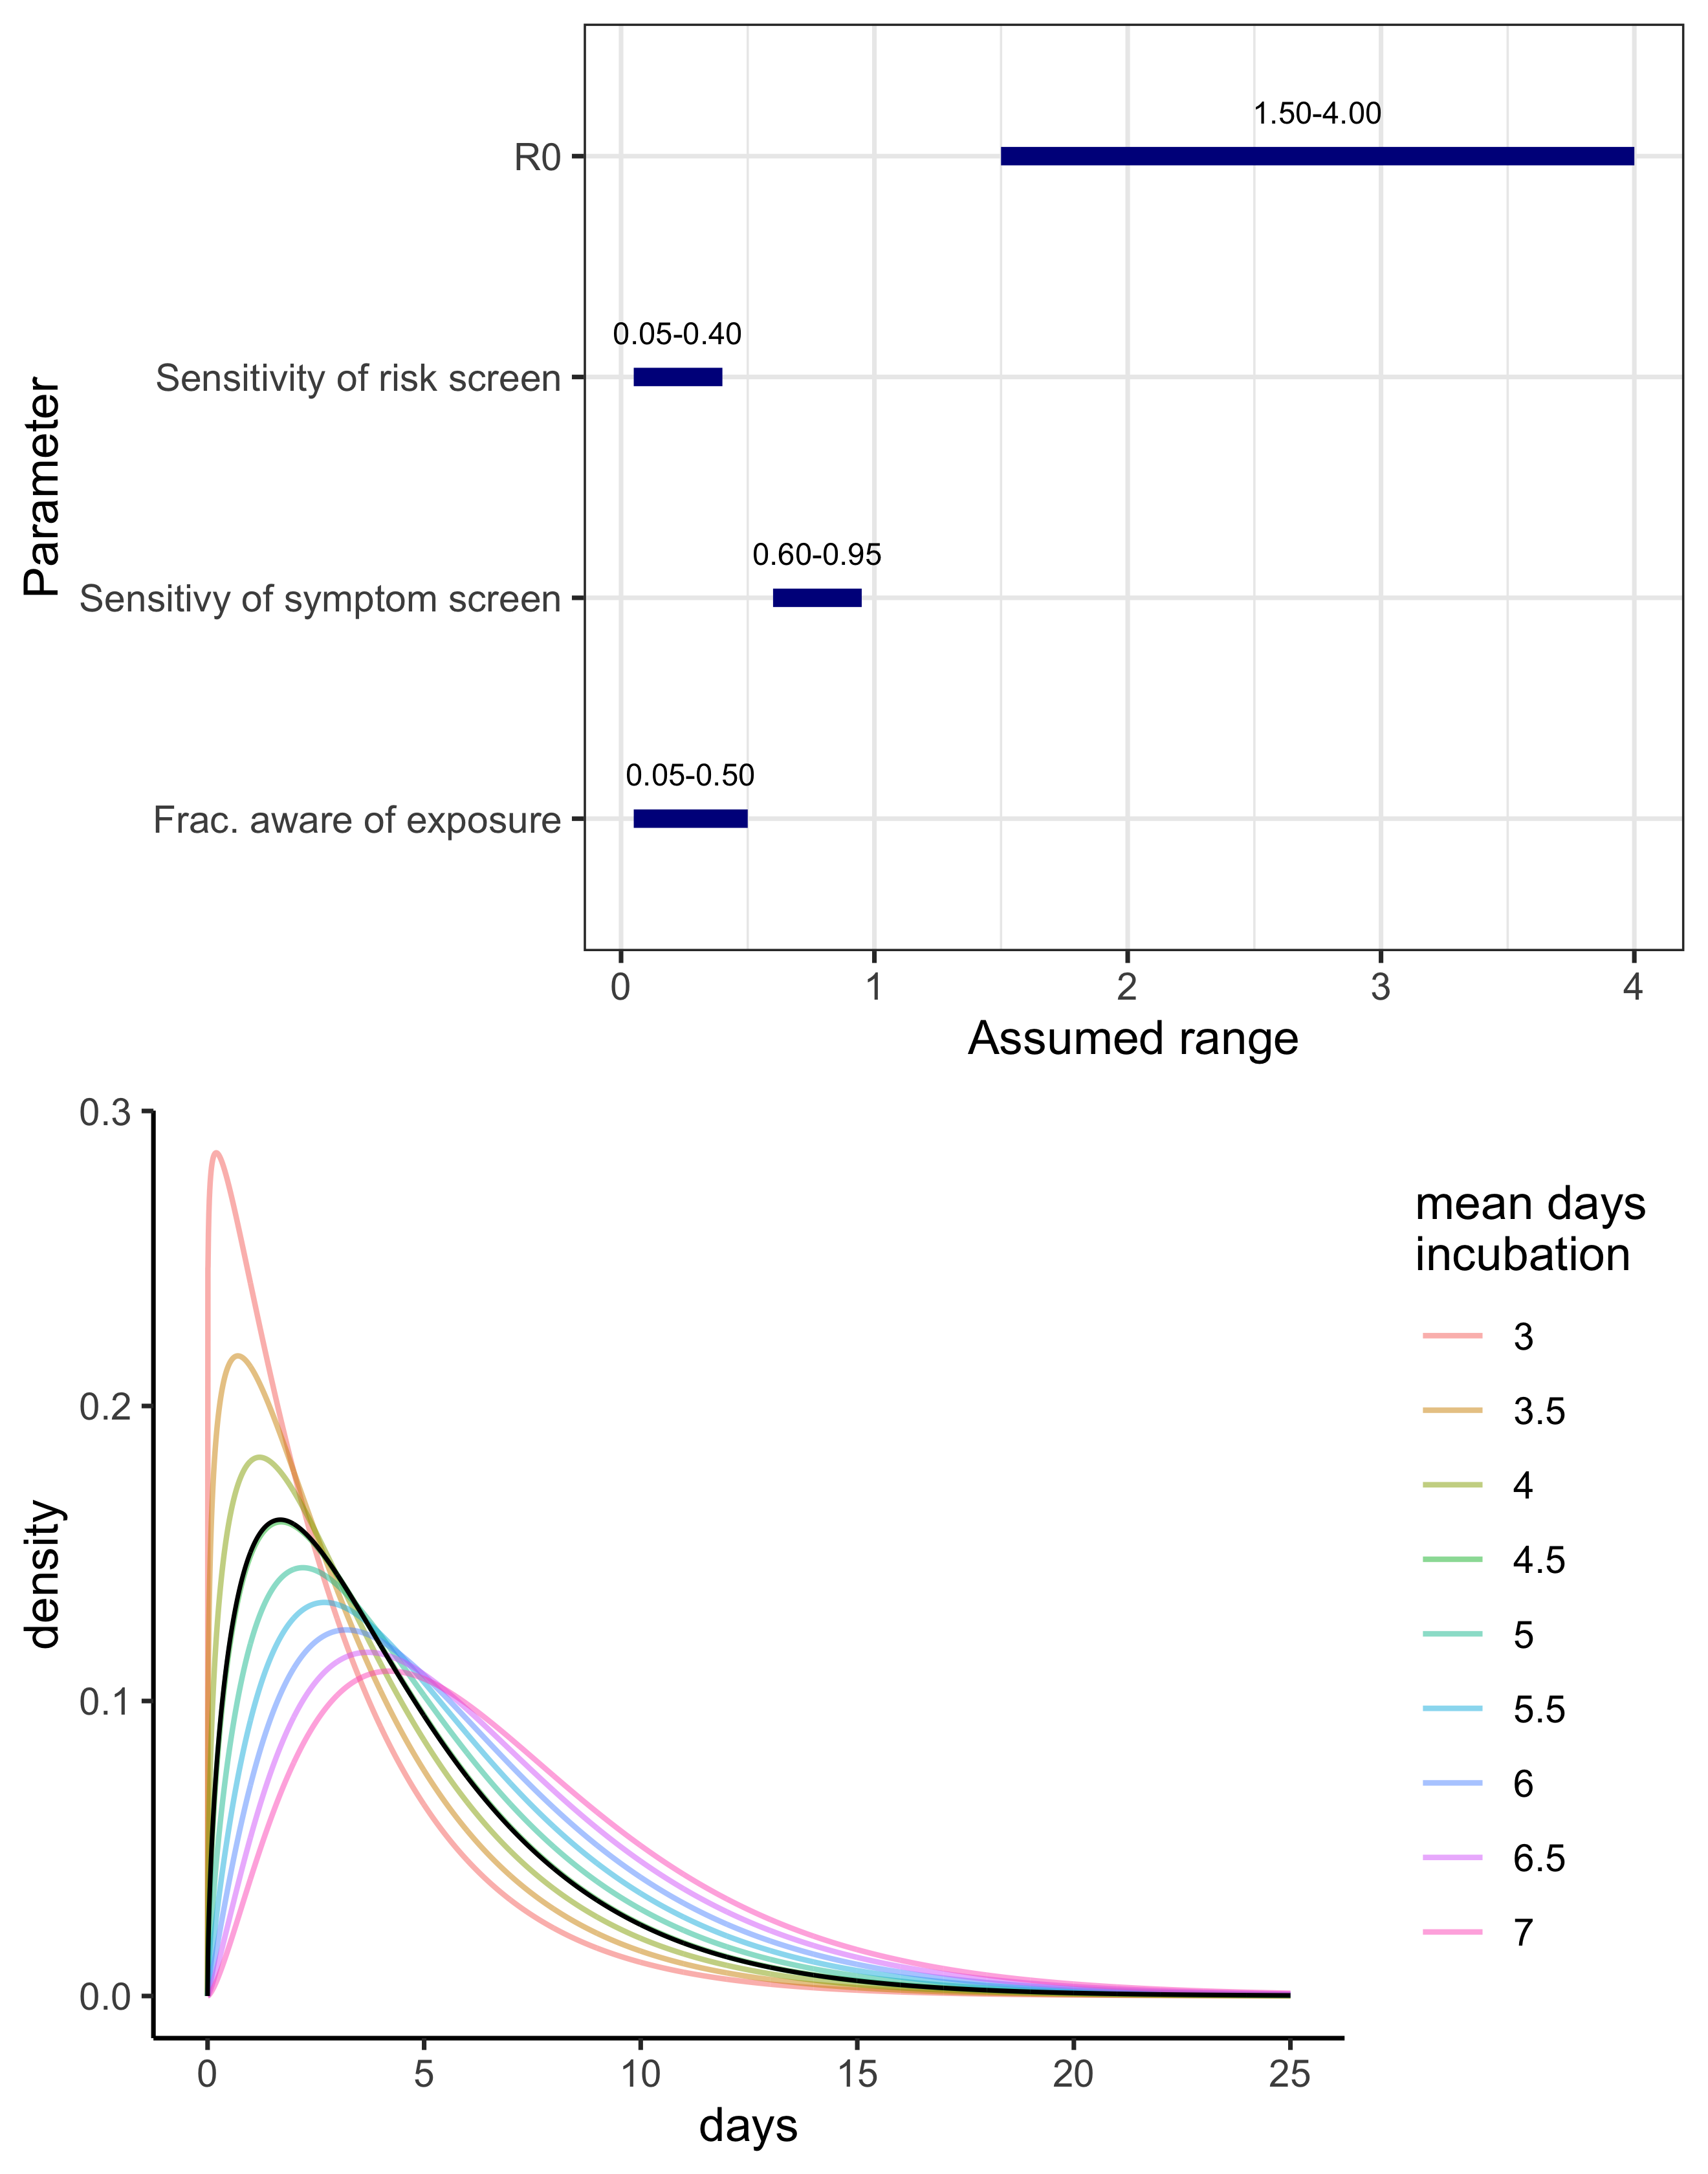 Parameter
R0
1.50-4.00
Sensitivity of risk screen
0.05-0.40
Sensitivy of symptom screen
0.60-0.95
Frac. aware of exposure
0.05-0.50
0 1 2 3 4
Assumed range
density
0.3
0.2
0.1
0.0
0 5 10 15 20 25
days
mean days
incubation
3
3.5
4
4.5
5
5.5
6
6.5
7